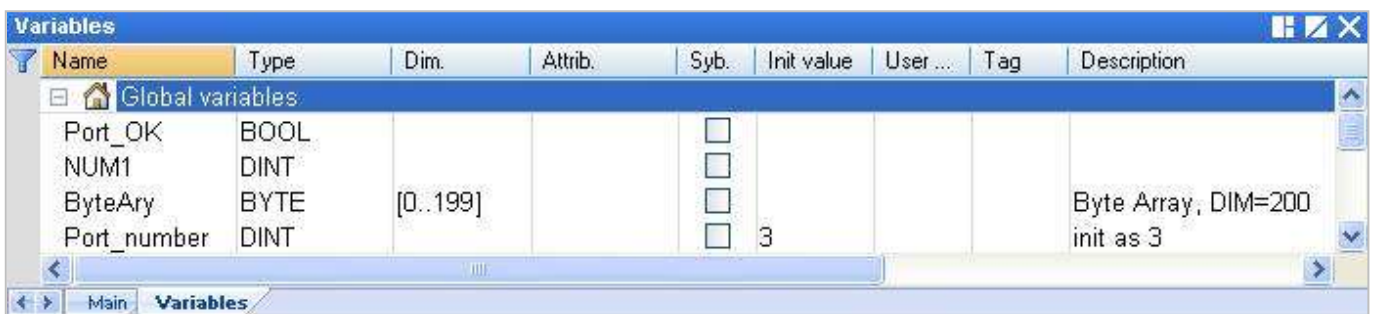 Variables
Name Type Dim. Attrib. Syb. Init value User ... Tag Description
Global variables
Port_OK BOOL
NUM1 DINT
ByteAry BYTE [0..199] Byte Array, DIM=200
Port_number DINT 3 init as 3
Main Variables